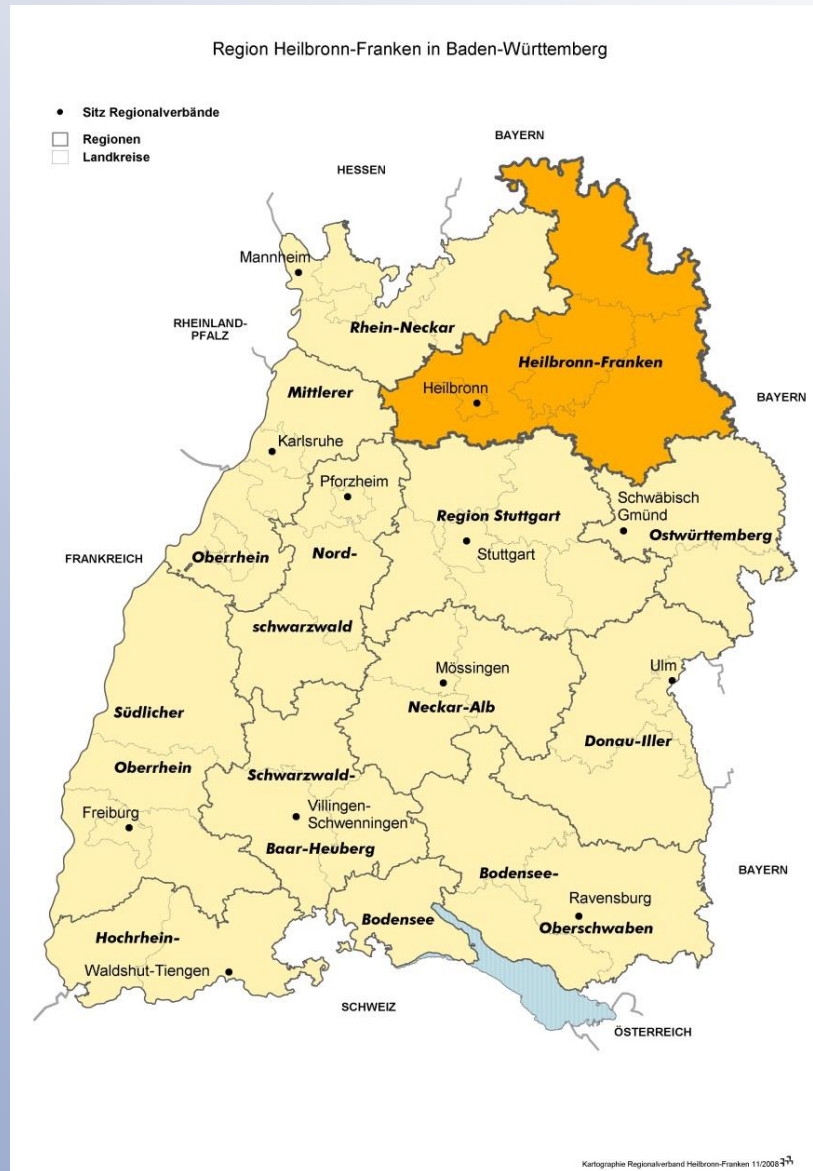 Region Heilbronn-Franken in Baden-Württemberg
Sitz Regionalverbände
Regionen
Landkreise
BAYERN
HESSEN
Mannheim
RHEINLAND-
PFALZ
Rhein-Neckar
Heilbronn-Franken
Mittlerer
Heilbronn
BAYERN
Karlsruhe
Pforzheim
Schwäbisch
Gmünd
Region Stuttgart
Ostwürttemberg
FRANKREICH
Oberrhein
Nord-
Stuttgart
schwarzwald
Mössingen
Ulm
Südlicher
Neckar-Alb
Donau-Iller
Oberrhein
Schwarzwald-
Freiburg
Villingen-
Schwenningen
Baar-Heuberg
Bodensee-
BAYERN
Ravensburg
Bodensee
Oberschwaben
Hochrhein-
Waldshut-Tiengen
SCHWEIZ
ÖSTERREICH
Kartographie Regionalverband Heilbronn-Franken 11/2008